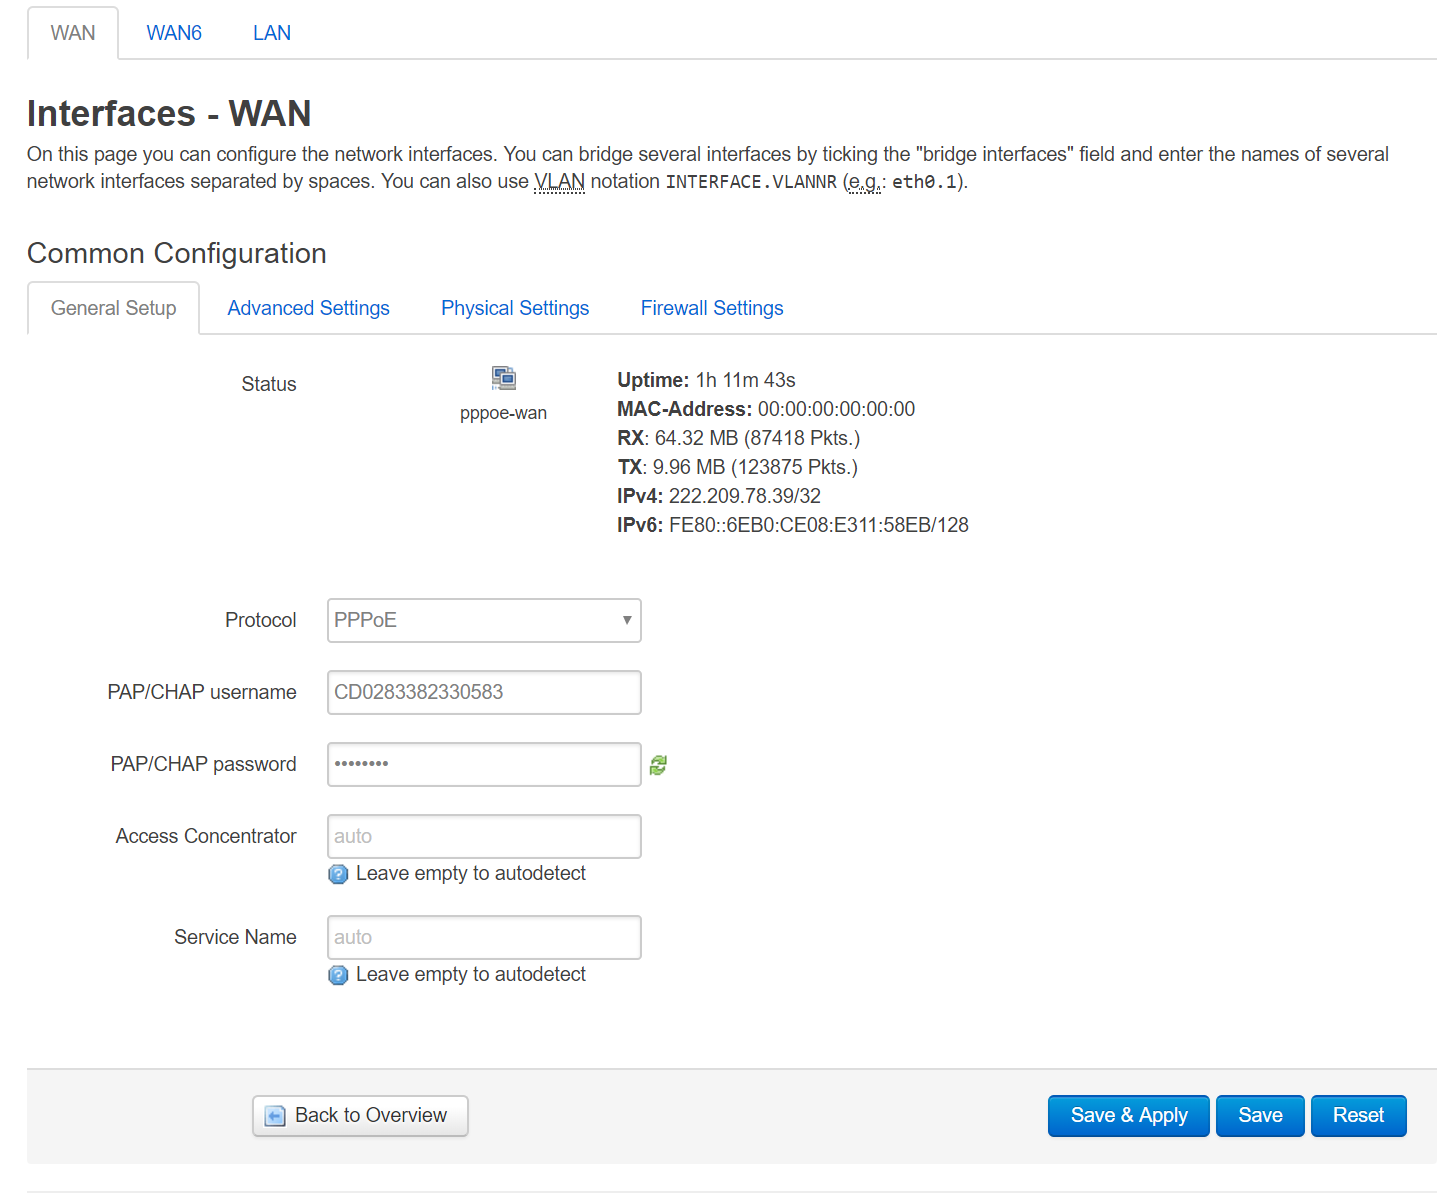 WAN WAN6 LAN
Interfaces - WAN
On this page you can configure the network interfaces. You can bridge several interfaces by ticking the "bridge interfaces" field and enter the names of several
network interfaces separated by spaces. You can also use VLAN notation INTERFACE.VLANNR (e.g.: eth0.1).
Common Configuration
General Setup Advanced Settings Physical Settings Firewall Settings
Status
pppoe-wan
Uptime: 1h 11m 43s
MAC-Address: 00:00:00:00:00:00
RX: 64.32 MB (87418 Pkts.)
TX: 9.96 MB (123875 Pkts.)
IPv4: 222.209.78.39/32
IPv6: FE80::6EB0:CE08:E311:58EB/128
Protocol PPPoE
PAP/CHAP username CD0283382330583
PAP/CHAP password ••••••••
Access Concentrator auto
Leave empty to autodetect
Service Name auto
Leave empty to autodetect
Back to Overview Save & Apply Save Reset